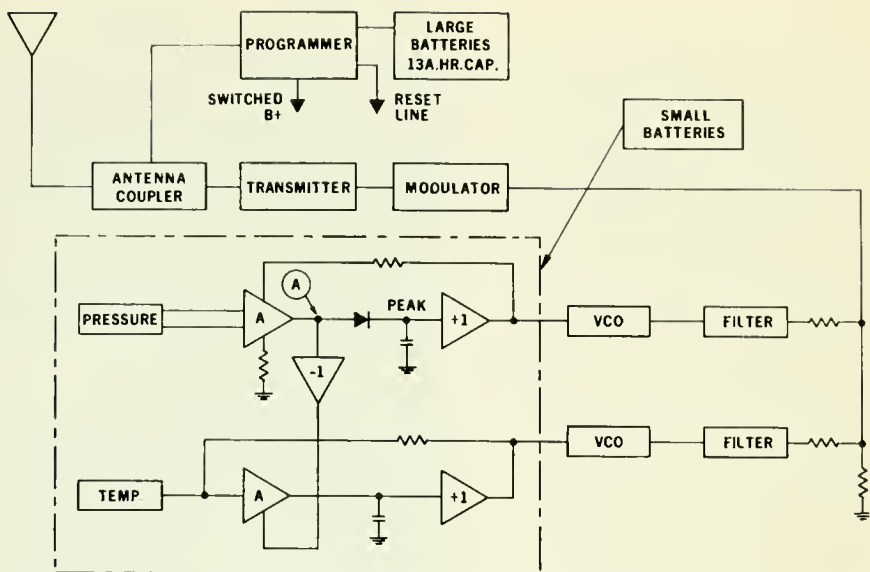 PROGRAMMER
LARGE
BATTERIES
13A.HR.CAP.
SWITCHED
B+
RESET
LINE
SMALL
BATTERIES
ANTENNA
COUPLER
TRANSMITTER
MODULATOR
A
PEAK
PRESSURE
A
+1
VCO
FILTER
-1
VCO
FILTER
TEMP
A
+1